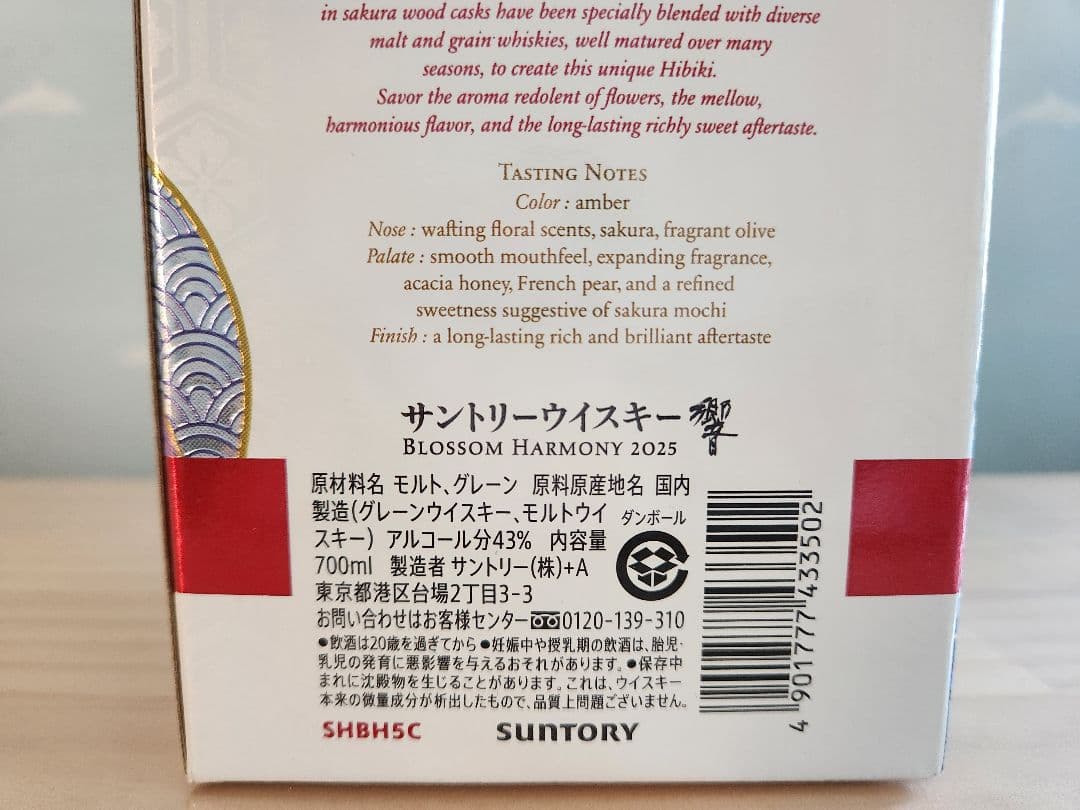 in sakura wood casks have been specially blended with diverse
malt and grain whiskies, well matured over many
seasons, to create this unique Hibiki.
Savor the aroma redolent of flowers, the mellow,
harmonious flavor, and the long-lasting richly sweet aftertaste.
TASTING NOTES
Color : amber
Nose : wafting floral scents, sakura, fragrant olive
Palate : smooth mouthfeel, expanding fragrance,
acacia honey, French pear, and a refined
sweetness suggestive of sakura mochi
Finish : a long-lasting rich and brilliant aftertaste
サントリーウイスキー響
BLOSSOM HARMONY 2025
原材料名 モルト、グレーン 原料原産地名 国内
製造(グレーンウイスキー、モルトウイ
スキー) アルコール分43% 内容量
700ml 製造者 サントリー(株)+A
東京都港区台場2丁目3-3
お問い合わせはお客様センター 0120-139-310
●飲酒は20歳を過ぎてから●妊娠中や授乳期の飲酒は、胎児・
乳児の発育に悪影響を与えるおそれがあります。●保存中
まれに沈殿物を生じることがあります。これは、ウイスキー
本来の微量成分が析出したもので、品質上問題ございません。
ダンボール
4901777433502
SHBH5C
SUNTORY